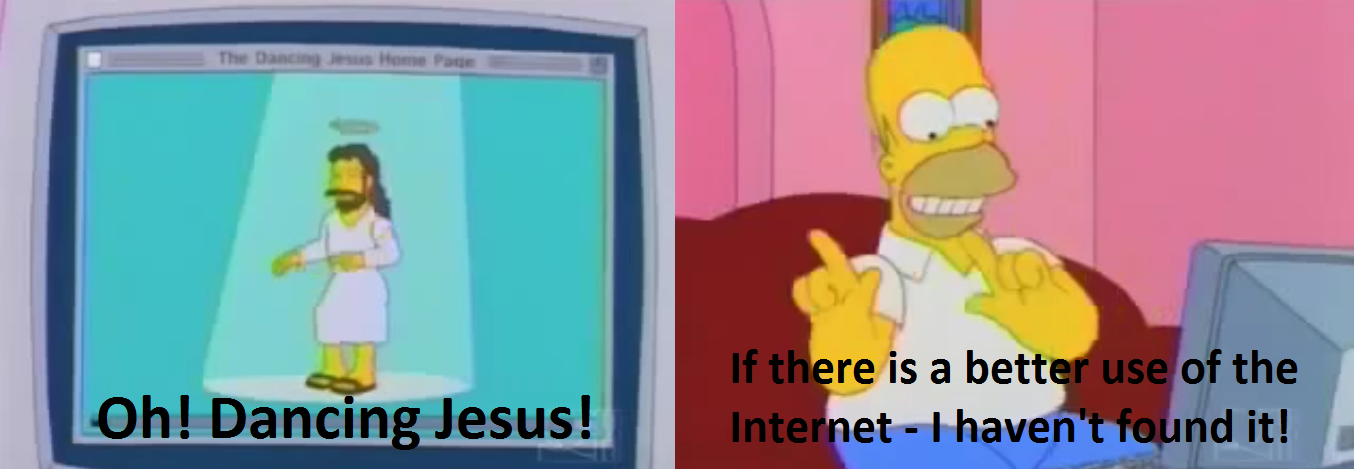 The Dancing Jesus Home Page
Oh! Dancing Jesus!
If there is a better use of the
Internet - I haven't found it!